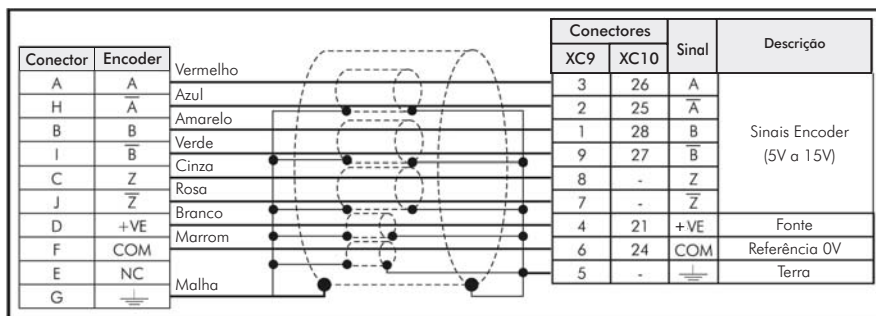 Conector Encoder
A A
H A̅
B B
I B̅
C Z
J Z̅
D +VE
F COM
E NC
G
Vermelho
Azul
Amarelo
Verde
Cinza
Rosa
Branco
Marrom
Malha
Conectores Sinal Descrição
XC9 XC10
3 26 A
2 25 A̅
1 28 B
9 27 B̅
8 - Z
7 - Z̅
Sinais Encoder
(5V a 15V)
4 21 +VE Fonte
6 24 COM Referência 0V
5 - Terra